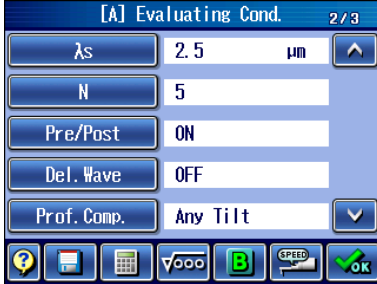 [A] Evaluating Cond. 2/3
λs 2.5 μm
N 5
Pre/Post ON
Del.Wave OFF
Prof.Comp. Any Tilt
? √ooo B SPEED OK